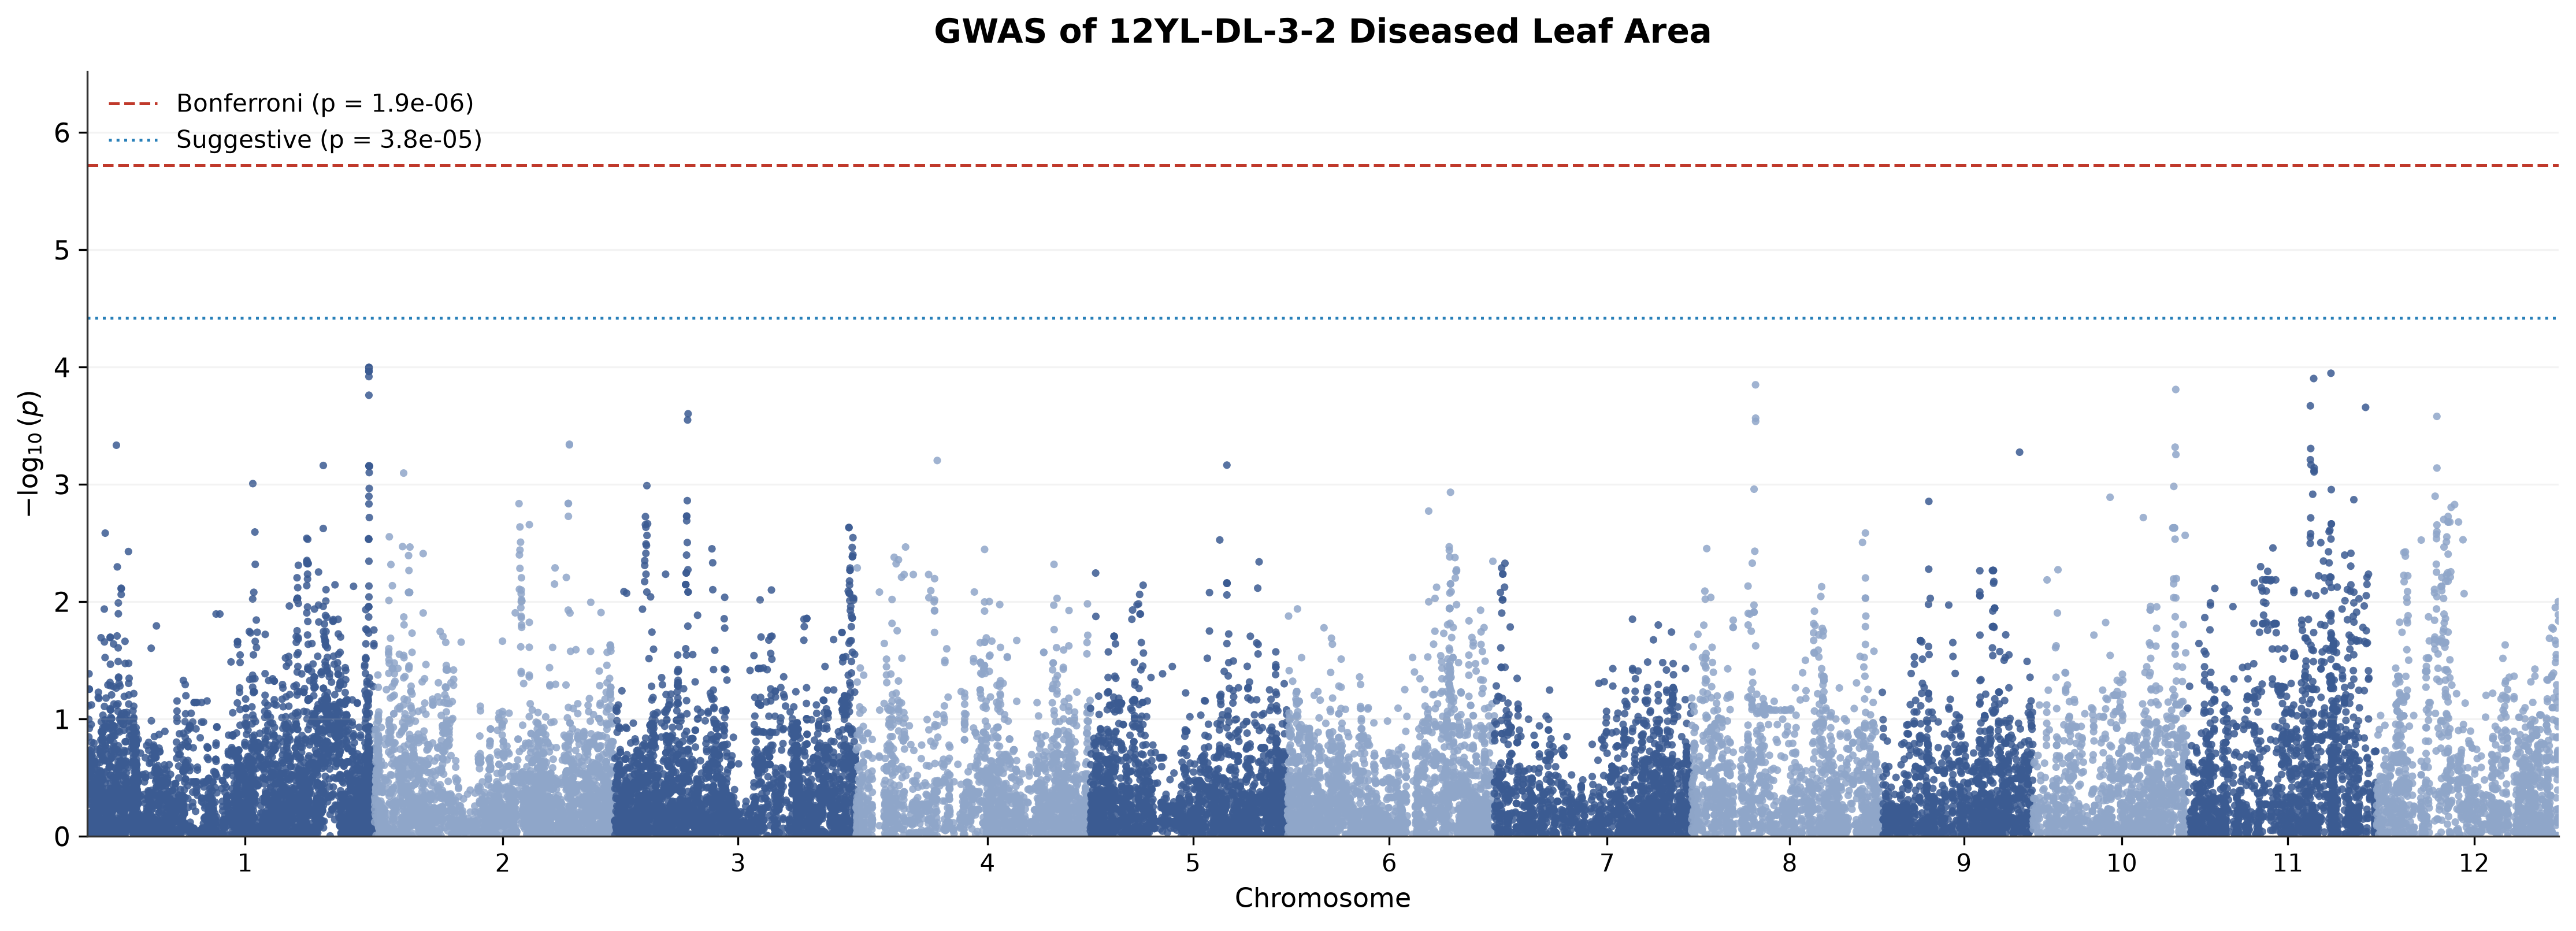 GWAS of 12YL-DL-3-2 Diseased Leaf Area
Bonferroni (p = 1.9e-06)
Suggestive (p = 3.8e-05)
6
5
4
3
2
1
0
−log₁₀(p)
1 2 3 4 5 6 7 8 9 10 11 12
Chromosome